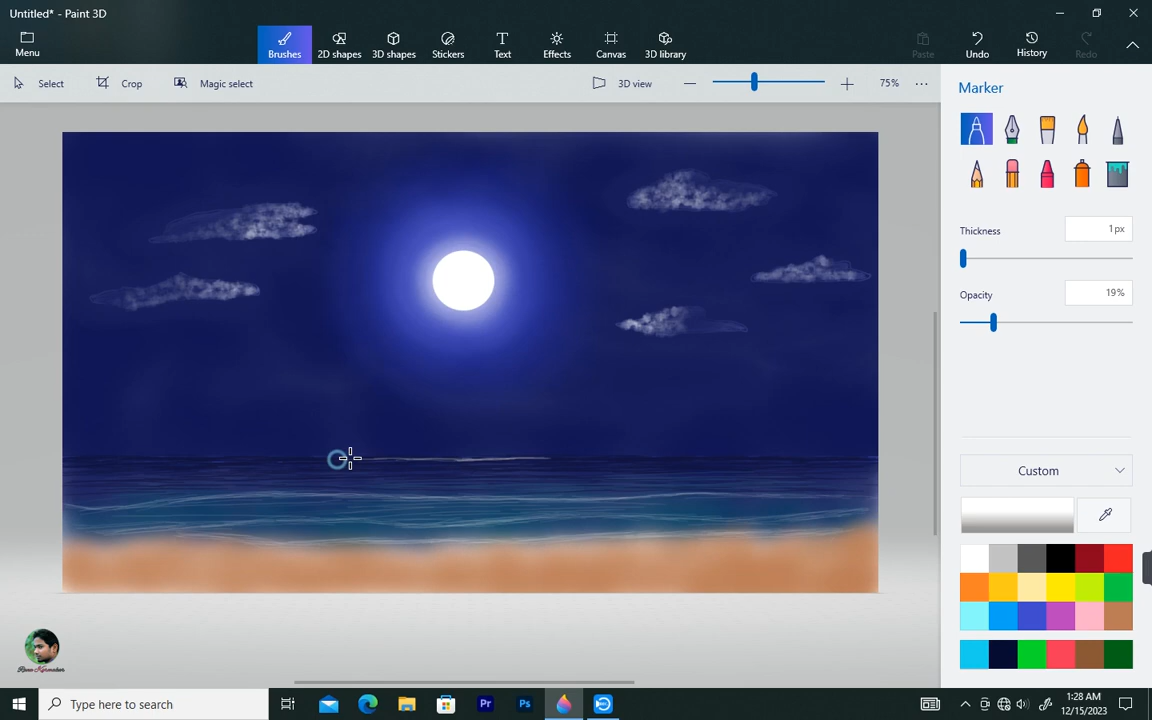 Untitled* - Paint 3D
Menu
Brushes
2D shapes
3D shapes
Stickers
Text
Effects
Canvas
3D library
Paste
Undo
History
Redo
Select
Crop
Magic select
3D view
75%
Marker
Thickness
1px
Opacity
19%
Custom
Type here to search
Pr
Ps
1:28 AM
12/15/2023